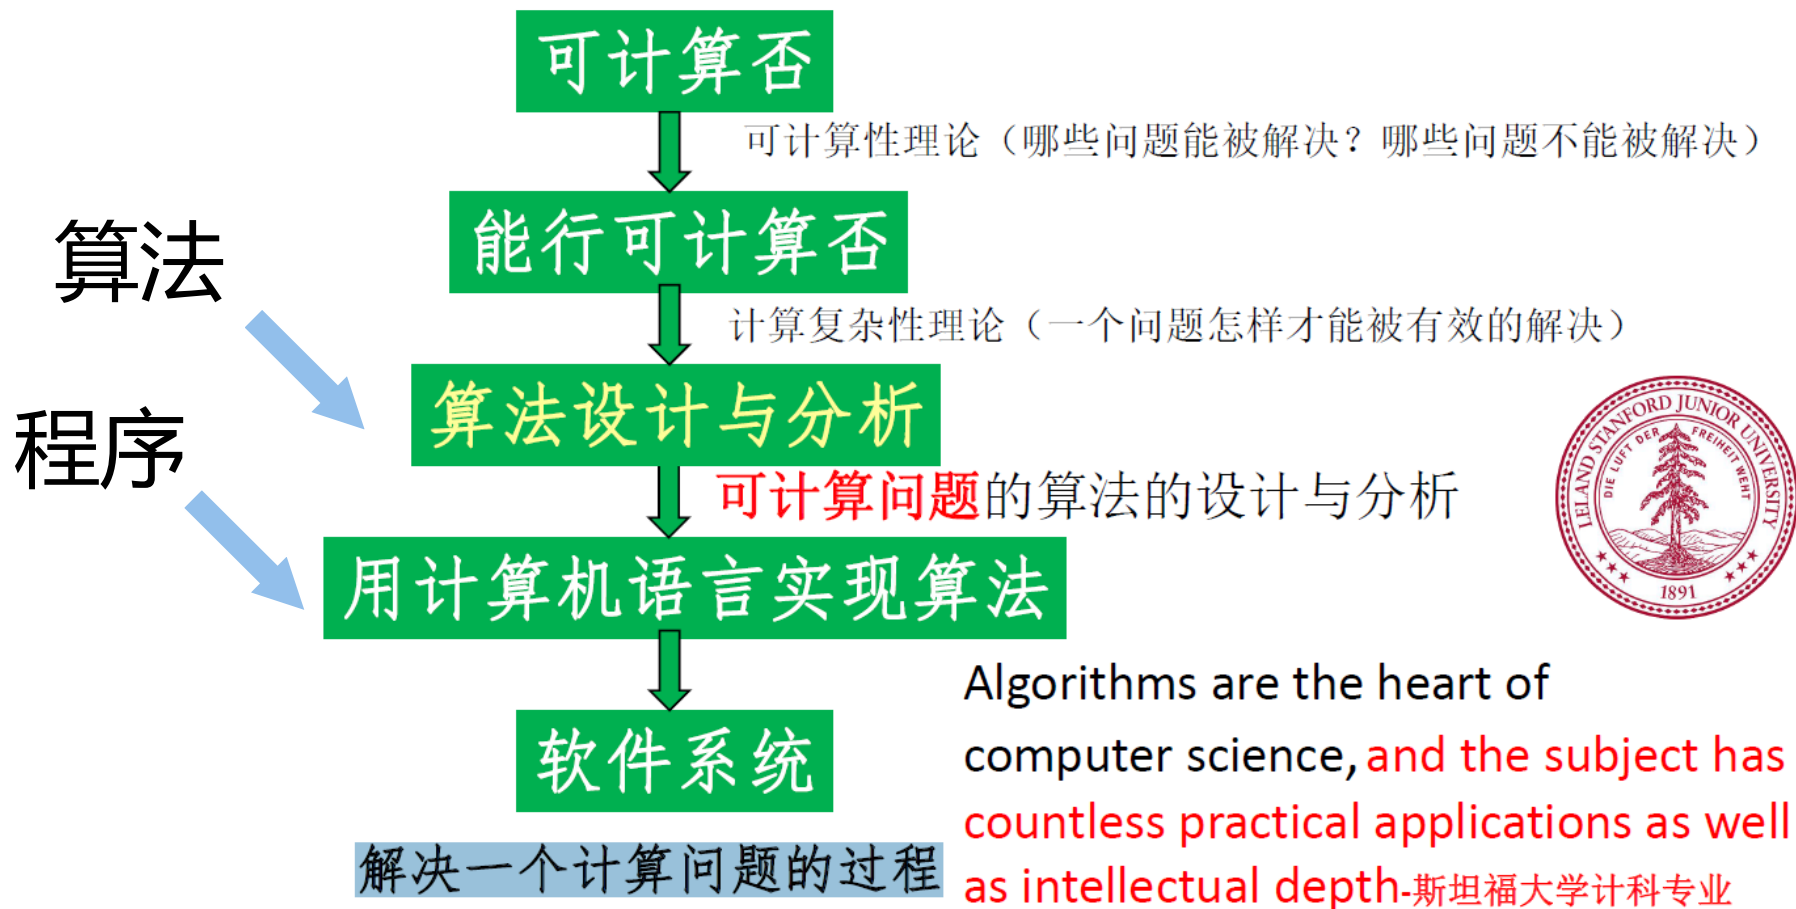 可计算否
可计算性理论（哪些问题能被解决？哪些问题不能被解决）
能行可计算否
算法
计算复杂性理论（一个问题怎样才能被有效的解决）
算法设计与分析
程序
可计算问题的算法的设计与分析
LELAND STANFORD JUNIOR UNIVERSITY
DIE LUFT DER FREIHEIT WEHT
1891
用计算机语言实现算法
软件系统
Algorithms are the heart of
computer science, and the subject has
countless practical applications as well
as intellectual depth-斯坦福大学计科专业
解决一个计算问题的过程